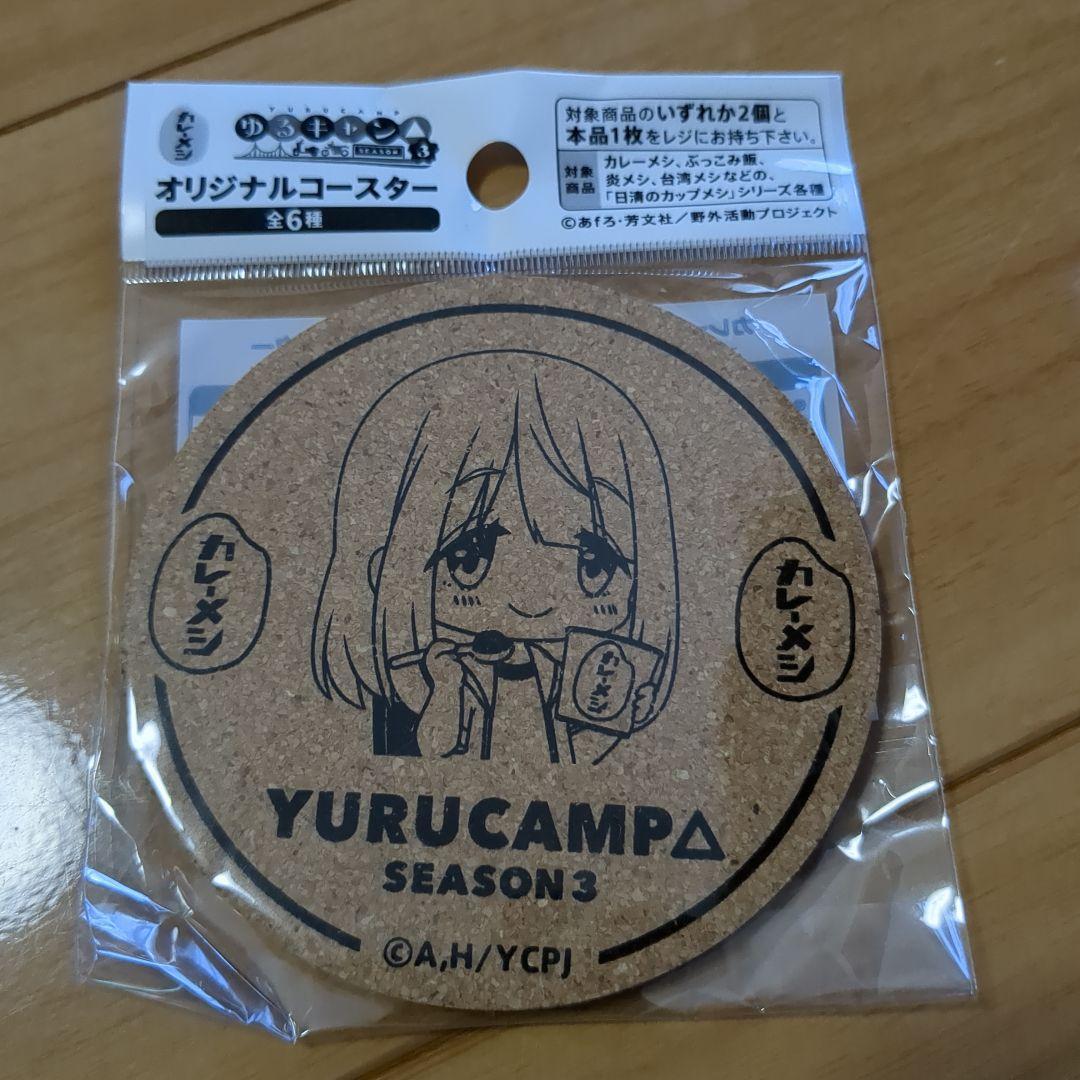 カレーメシ
YURUCAMP
ゆるキャン△
SEASON 3
オリジナルコースター
全6種
対象商品のいずれか2個と
本品1枚をレジにお持ち下さい。
対象
商品
カレーメシ、ぶっこみ飯、
炎メシ、台湾メシなどの、
「日清のカップメシ」シリーズ各種
©あfろ・芳文社／野外活動プロジェクト
カレーメシ
カレーメシ
カレーメシ
YURUCAMP△
SEASON3
©A,H/YCPJ